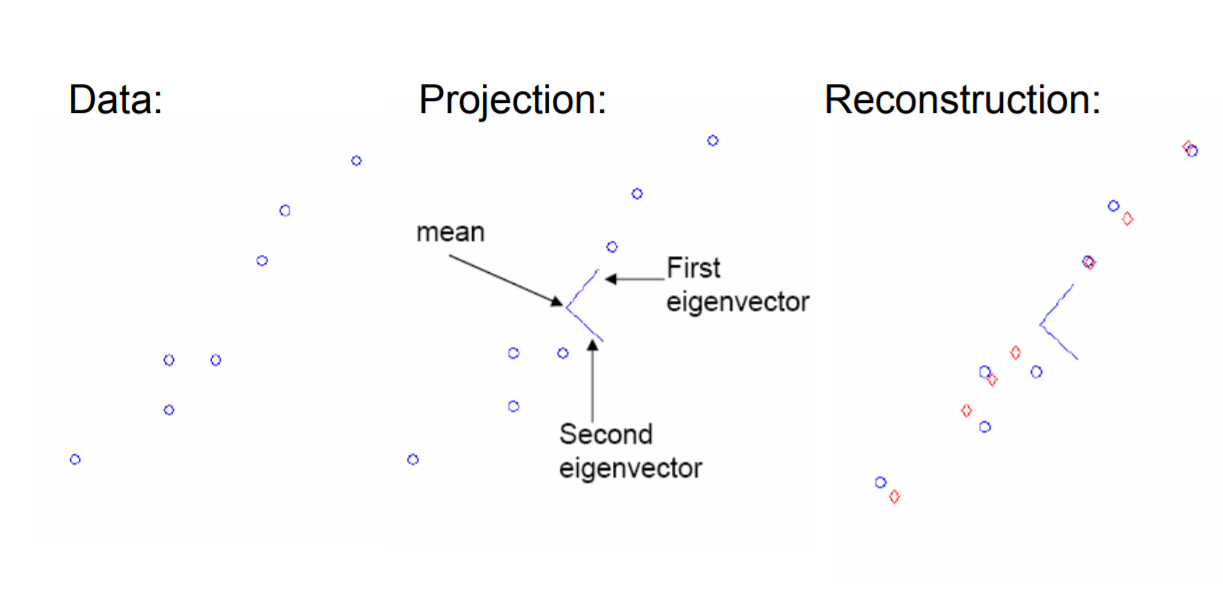 Data:
Projection:
Reconstruction:
mean
First
eigenvector
Second
eigenvector